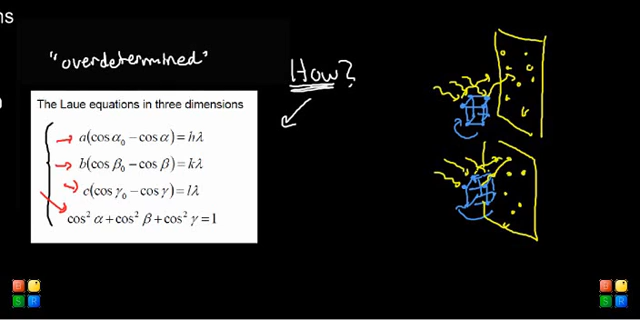 ns
"overdetermined"
How?
The Laue equations in three dimensions
a(cos α₀ − cos α) = hλ
b(cos β₀ − cos β) = kλ
c(cos γ₀ − cos γ) = lλ
cos² α + cos² β + cos² γ = 1
B R
S R
B R
S R